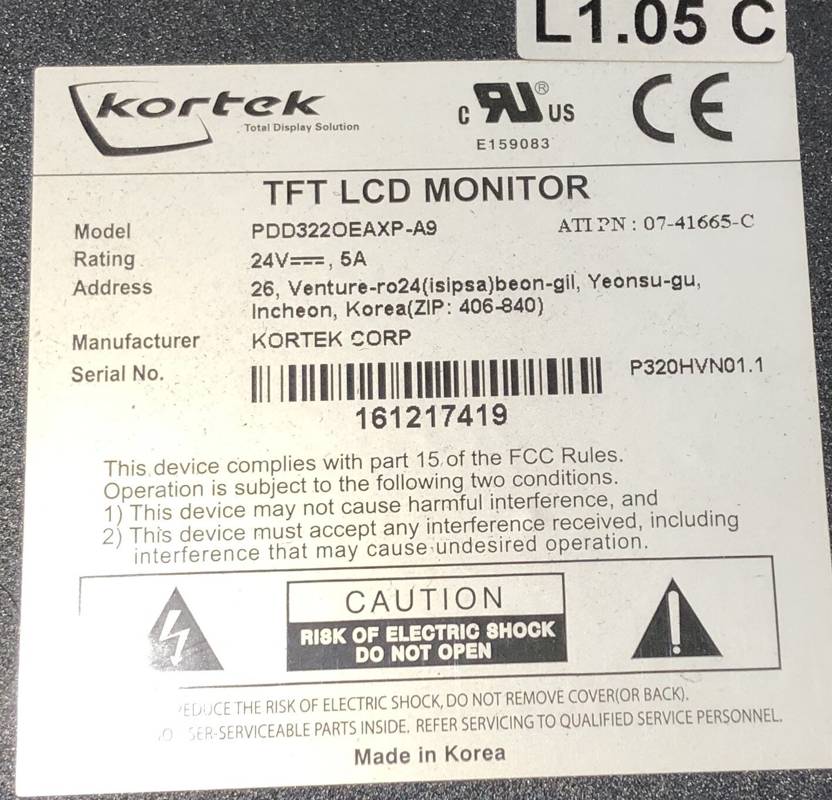 L1.05 C
kortek
Total Display Solution
C RU ® US
E159083
CE
TFT LCD MONITOR
Model PDD322OEAXP-A9 ATI PN : 07-41665-C
Rating 24V⎓, 5A
Address 26, Venture-ro24(isipsa)beon-gil, Yeonsu-gu,
Incheon, Korea(ZIP: 406-840)
Manufacturer KORTEK CORP
Serial No. P320HVN01.1
161217419
This device complies with part 15 of the FCC Rules.
Operation is subject to the following two conditions.
1) This device may not cause harmful interference, and
2) This device must accept any interference received, including
interference that may cause undesired operation.
CAUTION
RISK OF ELECTRIC SHOCK
DO NOT OPEN
THE RISK OF ELECTRIC SHOCK, DO NOT REMOVE COVER(OR BACK).
PARTS INSIDE. REFER SERVICING TO QUALIFIED SERVICE PERSONNEL.
Made in Korea